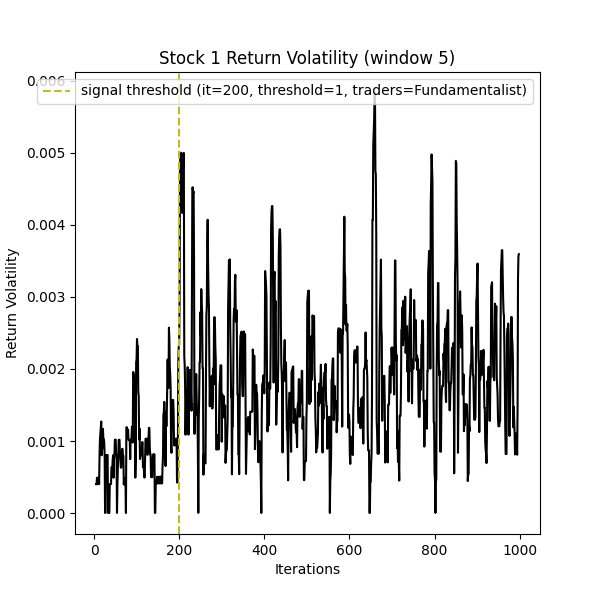 Stock 1 Return Volatility (window 5)
signal threshold (it=200, threshold=1, traders=Fundamentalist)
0.006
0.005
0.004
0.003
0.002
0.001
0.000
Return Volatility
0 200 400 600 800 1000
Iterations